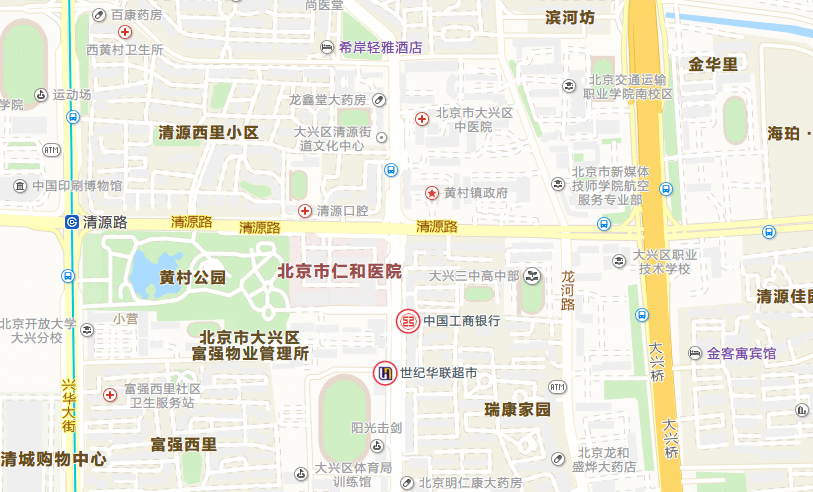 尚医堂
百康药房
西黄村卫生所
滨河坊
希岸轻雅酒店
金华里
运动场
学院
龙鑫堂大药房
北京交通运输
职业学院南校区
北京市大兴区
中医院
清源西里小区
大兴区清源街
道文化中心
海珀·
ATM
中国印刷博物馆
黄村镇政府
北京市新媒体
技师学院航空
服务专业部
清源口腔
清源路
清源路
清源路
清源路
北京市仁和医院
黄村公园
大兴三中高中部
龙河路
大兴区职业
技术学校
清源佳园
北京开放大学
大兴分校
小营
中国工商银行
北京市大兴区
富强物业管理所
大兴桥
金客寓宾馆
世纪华联超市
兴华大街
富强西里社区
卫生服务站
ATM
瑞康家园
阳光击剑
大兴桥
富强西里
清城购物中心
大兴区体育局
训练馆
北京龙和
盛烨大药店
北京明仁康大药房